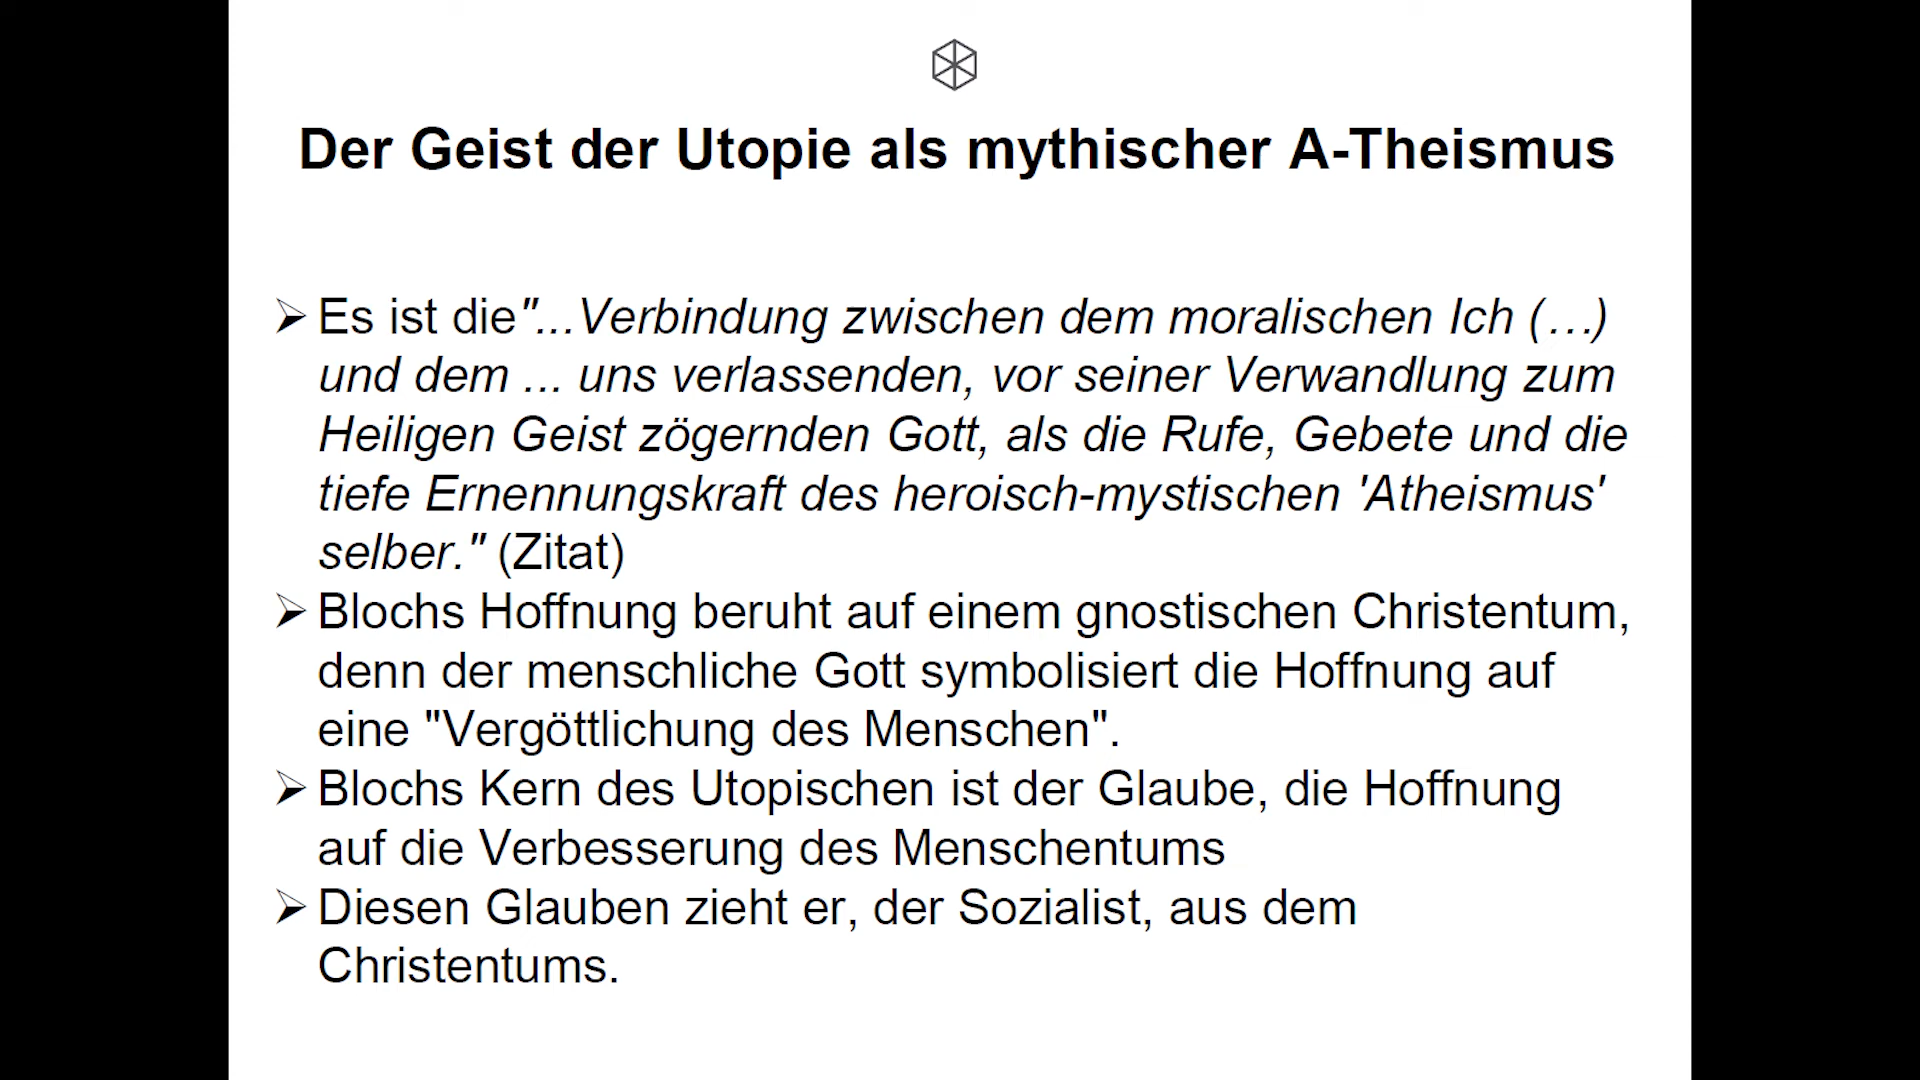 Der Geist der Utopie als mythischer A-Theismus
Es ist die"...Verbindung zwischen dem moralischen Ich (…)
und dem ... uns verlassenden, vor seiner Verwandlung zum
Heiligen Geist zögernden Gott, als die Rufe, Gebete und die
tiefe Ernennungskraft des heroisch-mystischen 'Atheismus'
selber." (Zitat)
Blochs Hoffnung beruht auf einem gnostischen Christentum,
denn der menschliche Gott symbolisiert die Hoffnung auf
eine "Vergöttlichung des Menschen".
Blochs Kern des Utopischen ist der Glaube, die Hoffnung
auf die Verbesserung des Menschentums
Diesen Glauben zieht er, der Sozialist, aus dem
Christentums.